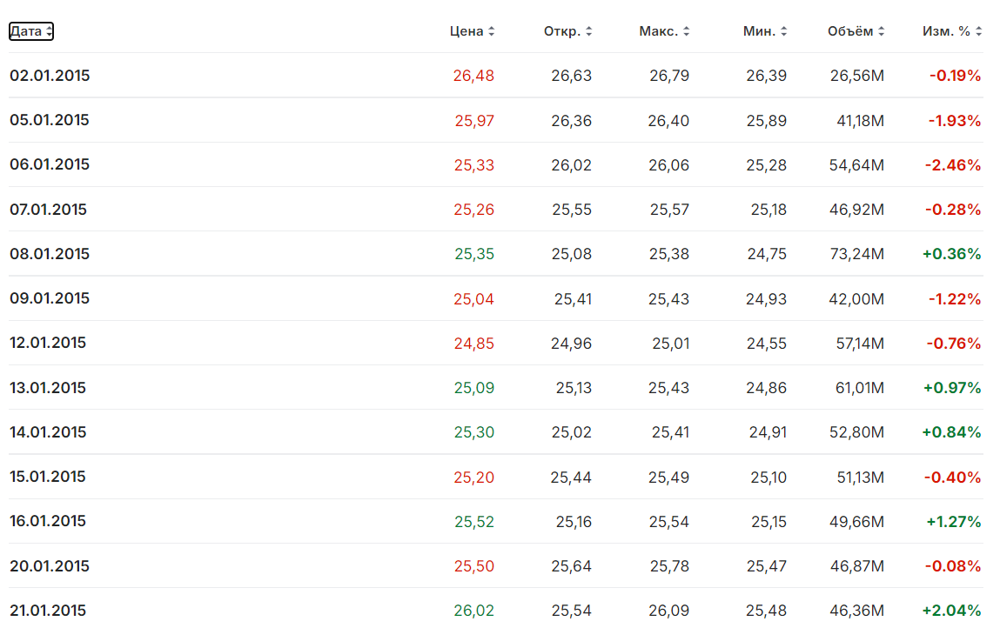 Дата Цена Откр. Макс. Мин. Объём Изм. %
02.01.2015 26,48 26,63 26,79 26,39 26,56M -0.19%
05.01.2015 25,97 26,36 26,40 25,89 41,18M -1.93%
06.01.2015 25,33 26,02 26,06 25,28 54,64M -2.46%
07.01.2015 25,26 25,55 25,57 25,18 46,92M -0.28%
08.01.2015 25,35 25,08 25,38 24,75 73,24M +0.36%
09.01.2015 25,04 25,41 25,43 24,93 42,00M -1.22%
12.01.2015 24,85 24,96 25,01 24,55 57,14M -0.76%
13.01.2015 25,09 25,13 25,43 24,86 61,01M +0.97%
14.01.2015 25,30 25,02 25,41 24,91 52,80M +0.84%
15.01.2015 25,20 25,44 25,49 25,10 51,13M -0.40%
16.01.2015 25,52 25,16 25,54 25,15 49,66M +1.27%
20.01.2015 25,50 25,64 25,78 25,47 46,87M -0.08%
21.01.2015 26,02 25,54 26,09 25,48 46,36M +2.04%